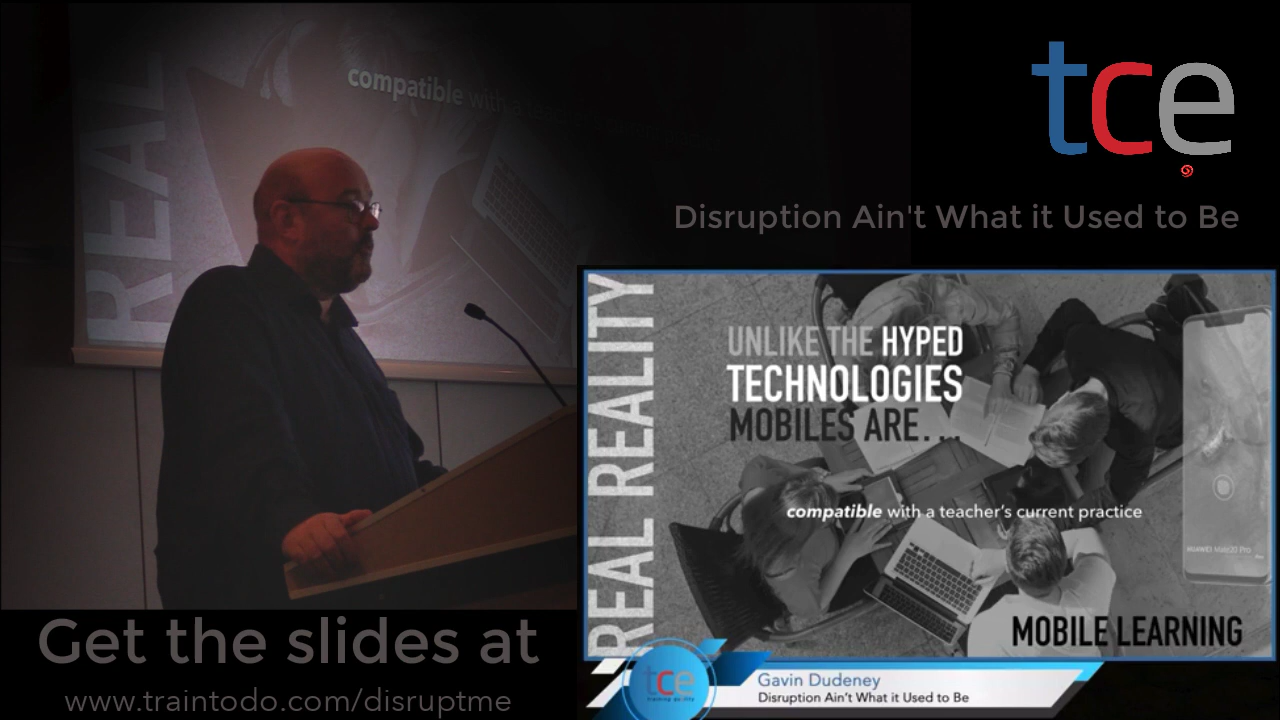 REAL
compatible with a
tce
Disruption Ain't What it Used to Be
REAL REALITY
UNLIKE THE HYPED
TECHNOLOGIES
MOBILES ARE...
compatible with a teacher's current practice
HUAWEI Mate20 Pro
MOBILE LEARNING
Get the slides at
www.traintodo.com/disruptme
tce
Gavin Dudeney
Disruption Ain't What it Used to Be